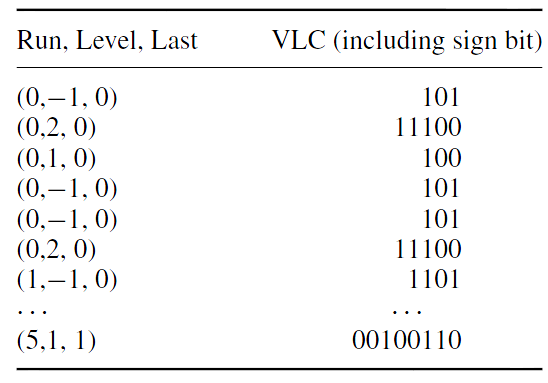 Run, Level, Last VLC (including sign bit)
(0,−1, 0) 101
(0,2, 0) 11100
(0,1, 0) 100
(0,−1, 0) 101
(0,−1, 0) 101
(0,2, 0) 11100
(1,−1, 0) 1101
... ...
(5,1, 1) 00100110